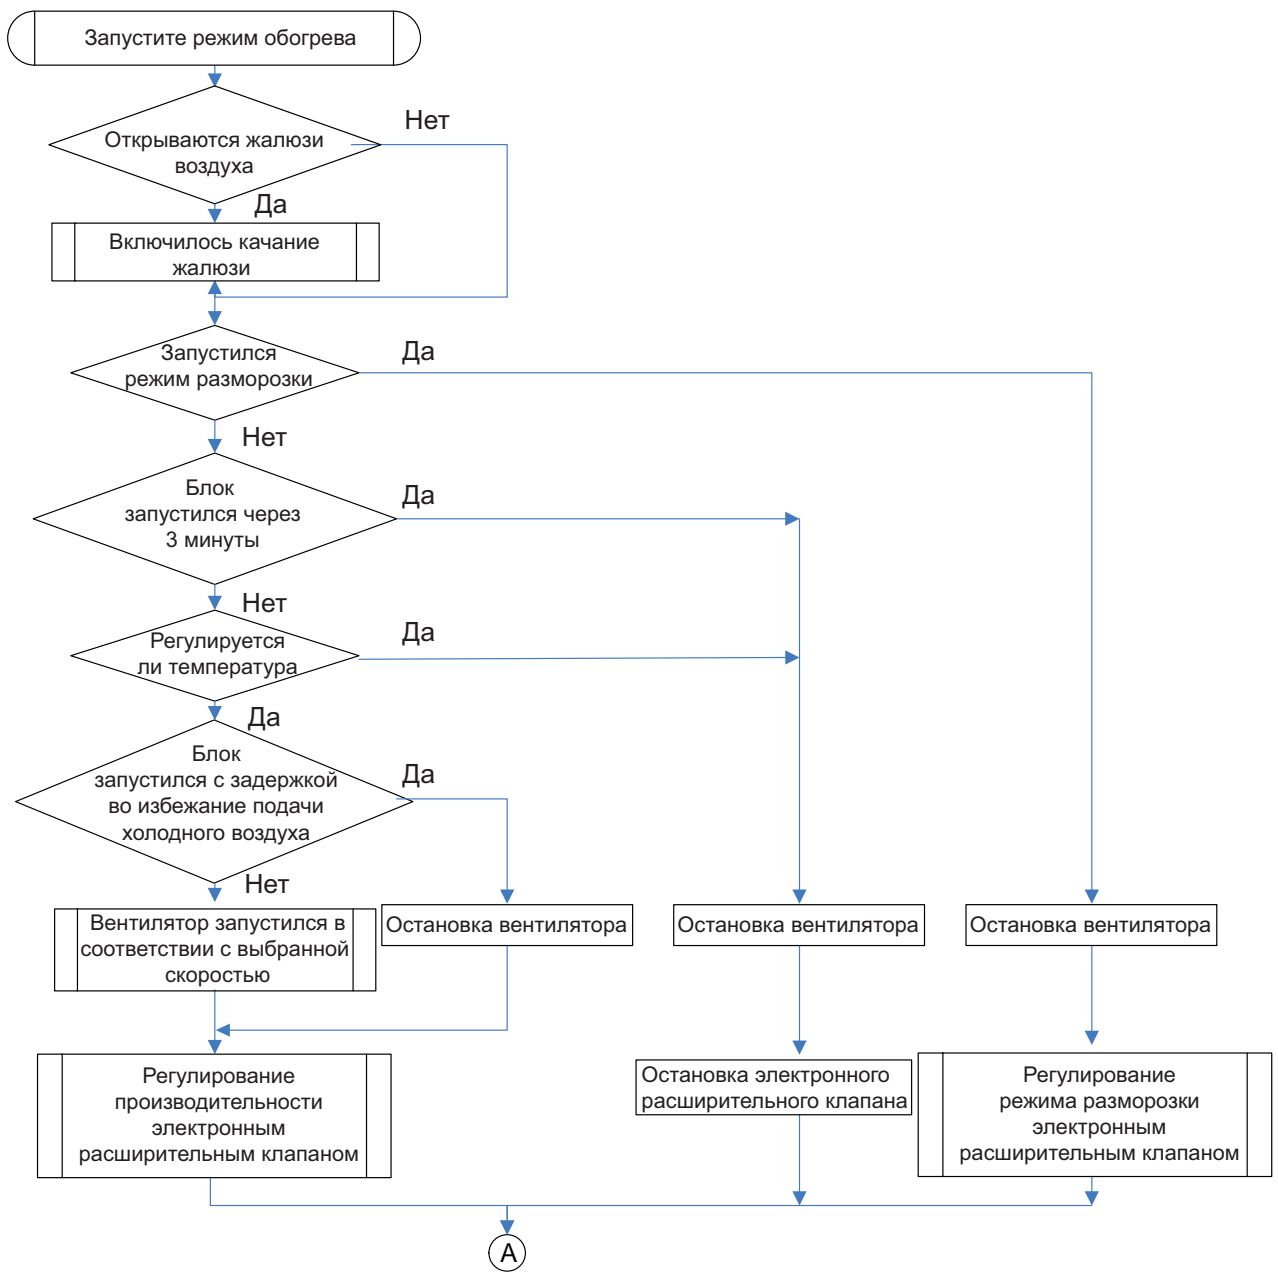 Запустите режим обогрева
Нет
Открываются жалюзи
воздуха
Да
Включилось качание
жалюзи
Запустился
режим разморозки
Да
Нет
Блок
запустился через
3 минуты
Да
Нет
Регулируется
ли температура
Да
Да
Блок
запустился с задержкой
во избежание подачи
холодного воздуха
Да
Нет
Вентилятор запустился в
соответствии с выбранной
скоростью
Остановка вентилятора
Остановка вентилятора
Остановка вентилятора
Регулирование
производительности
электронным
расширительным клапаном
Остановка электронного
расширительного клапана
Регулирование
режима разморозки
электронным
расширительным клапаном
А